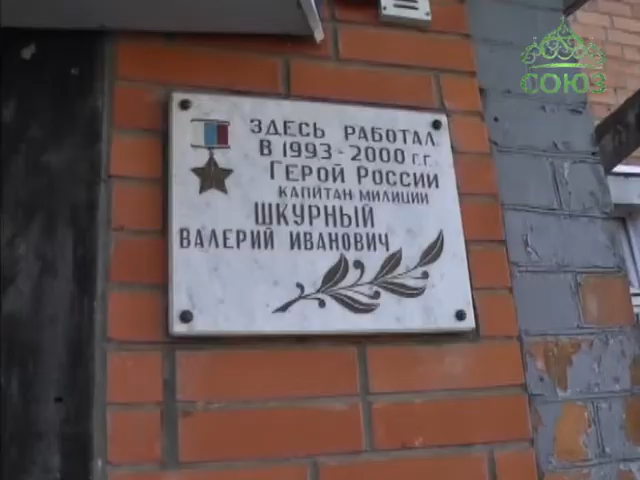 ЗДЕСЬ РАБОТАЛ
В 1993-2000 г.г.
ГЕРОЙ РОССИИ
КАПИТАН МИЛИЦИИ
ШКУРНЫЙ
ВАЛЕРИЙ ИВАНОВИЧ
СОЮЗ